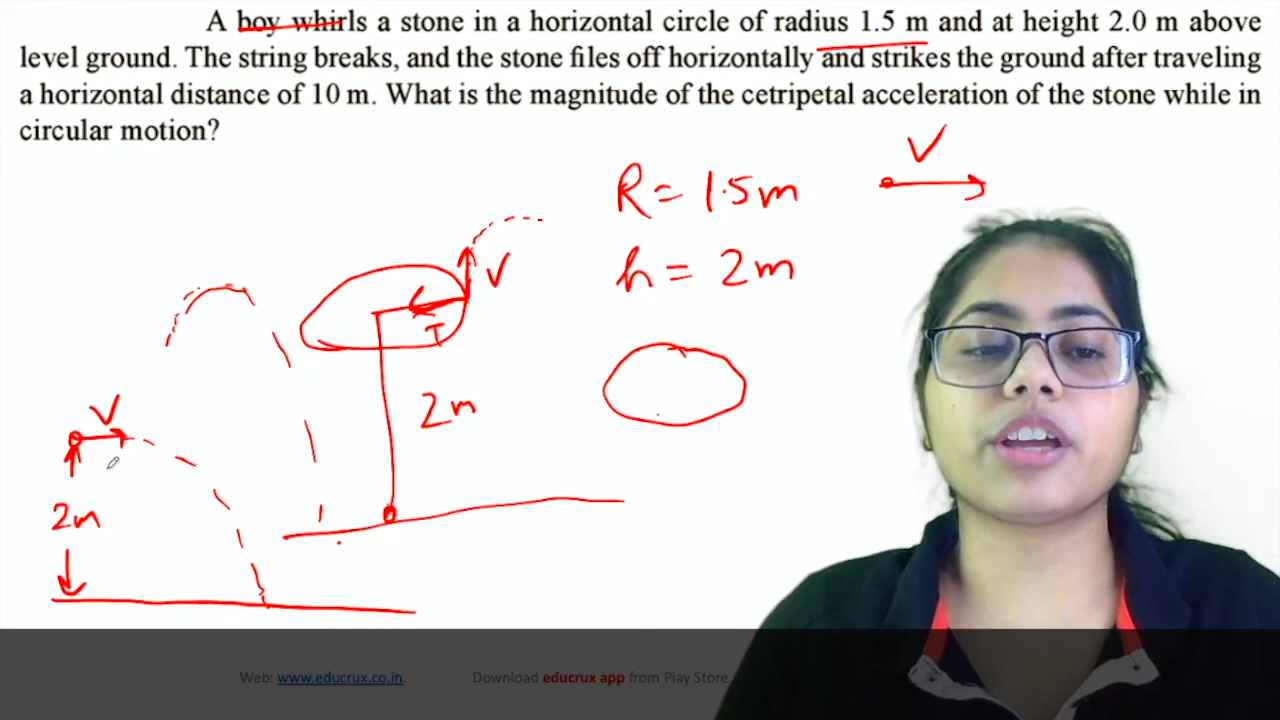 A boy whirls a stone in a horizontal circle of radius 1.5 m and at height 2.0 m above
level ground. The string breaks, and the stone files off horizontally and strikes the ground after traveling
a horizontal distance of 10 m. What is the magnitude of the cetripetal acceleration of the stone while in
circular motion?
V
R = 1.5m
h = 2m
V
T
2m
V
2m
Web: www.educrux.co.in.
Download educrux app from Play Store